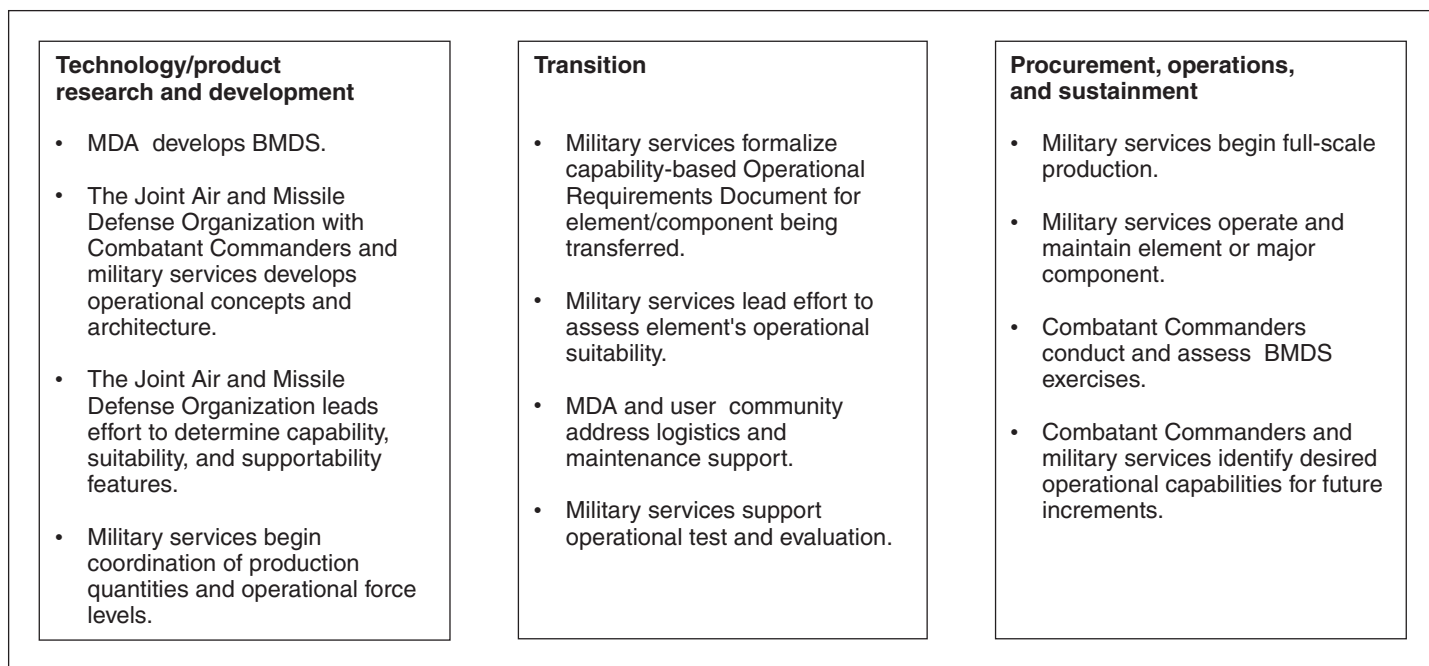 Technology/product
research and development
• MDA develops BMDS.
• The Joint Air and Missile
Defense Organization with
Combatant Commanders and
military services develops
operational concepts and
architecture.
• The Joint Air and Missile
Defense Organization leads
effort to determine capability,
suitability, and supportability
features.
• Military services begin
coordination of production
quantities and operational force
levels.
Transition
• Military services formalize
capability-based Operational
Requirements Document for
element/component being
transferred.
• Military services lead effort to
assess element's operational
suitability.
• MDA and user community
address logistics and
maintenance support.
• Military services support
operational test and evaluation.
Procurement, operations,
and sustainment
• Military services begin full-scale
production.
• Military services operate and
maintain element or major
component.
• Combatant Commanders
conduct and assess BMDS
exercises.
• Combatant Commanders and
military services identify desired
operational capabilities for future
increments.